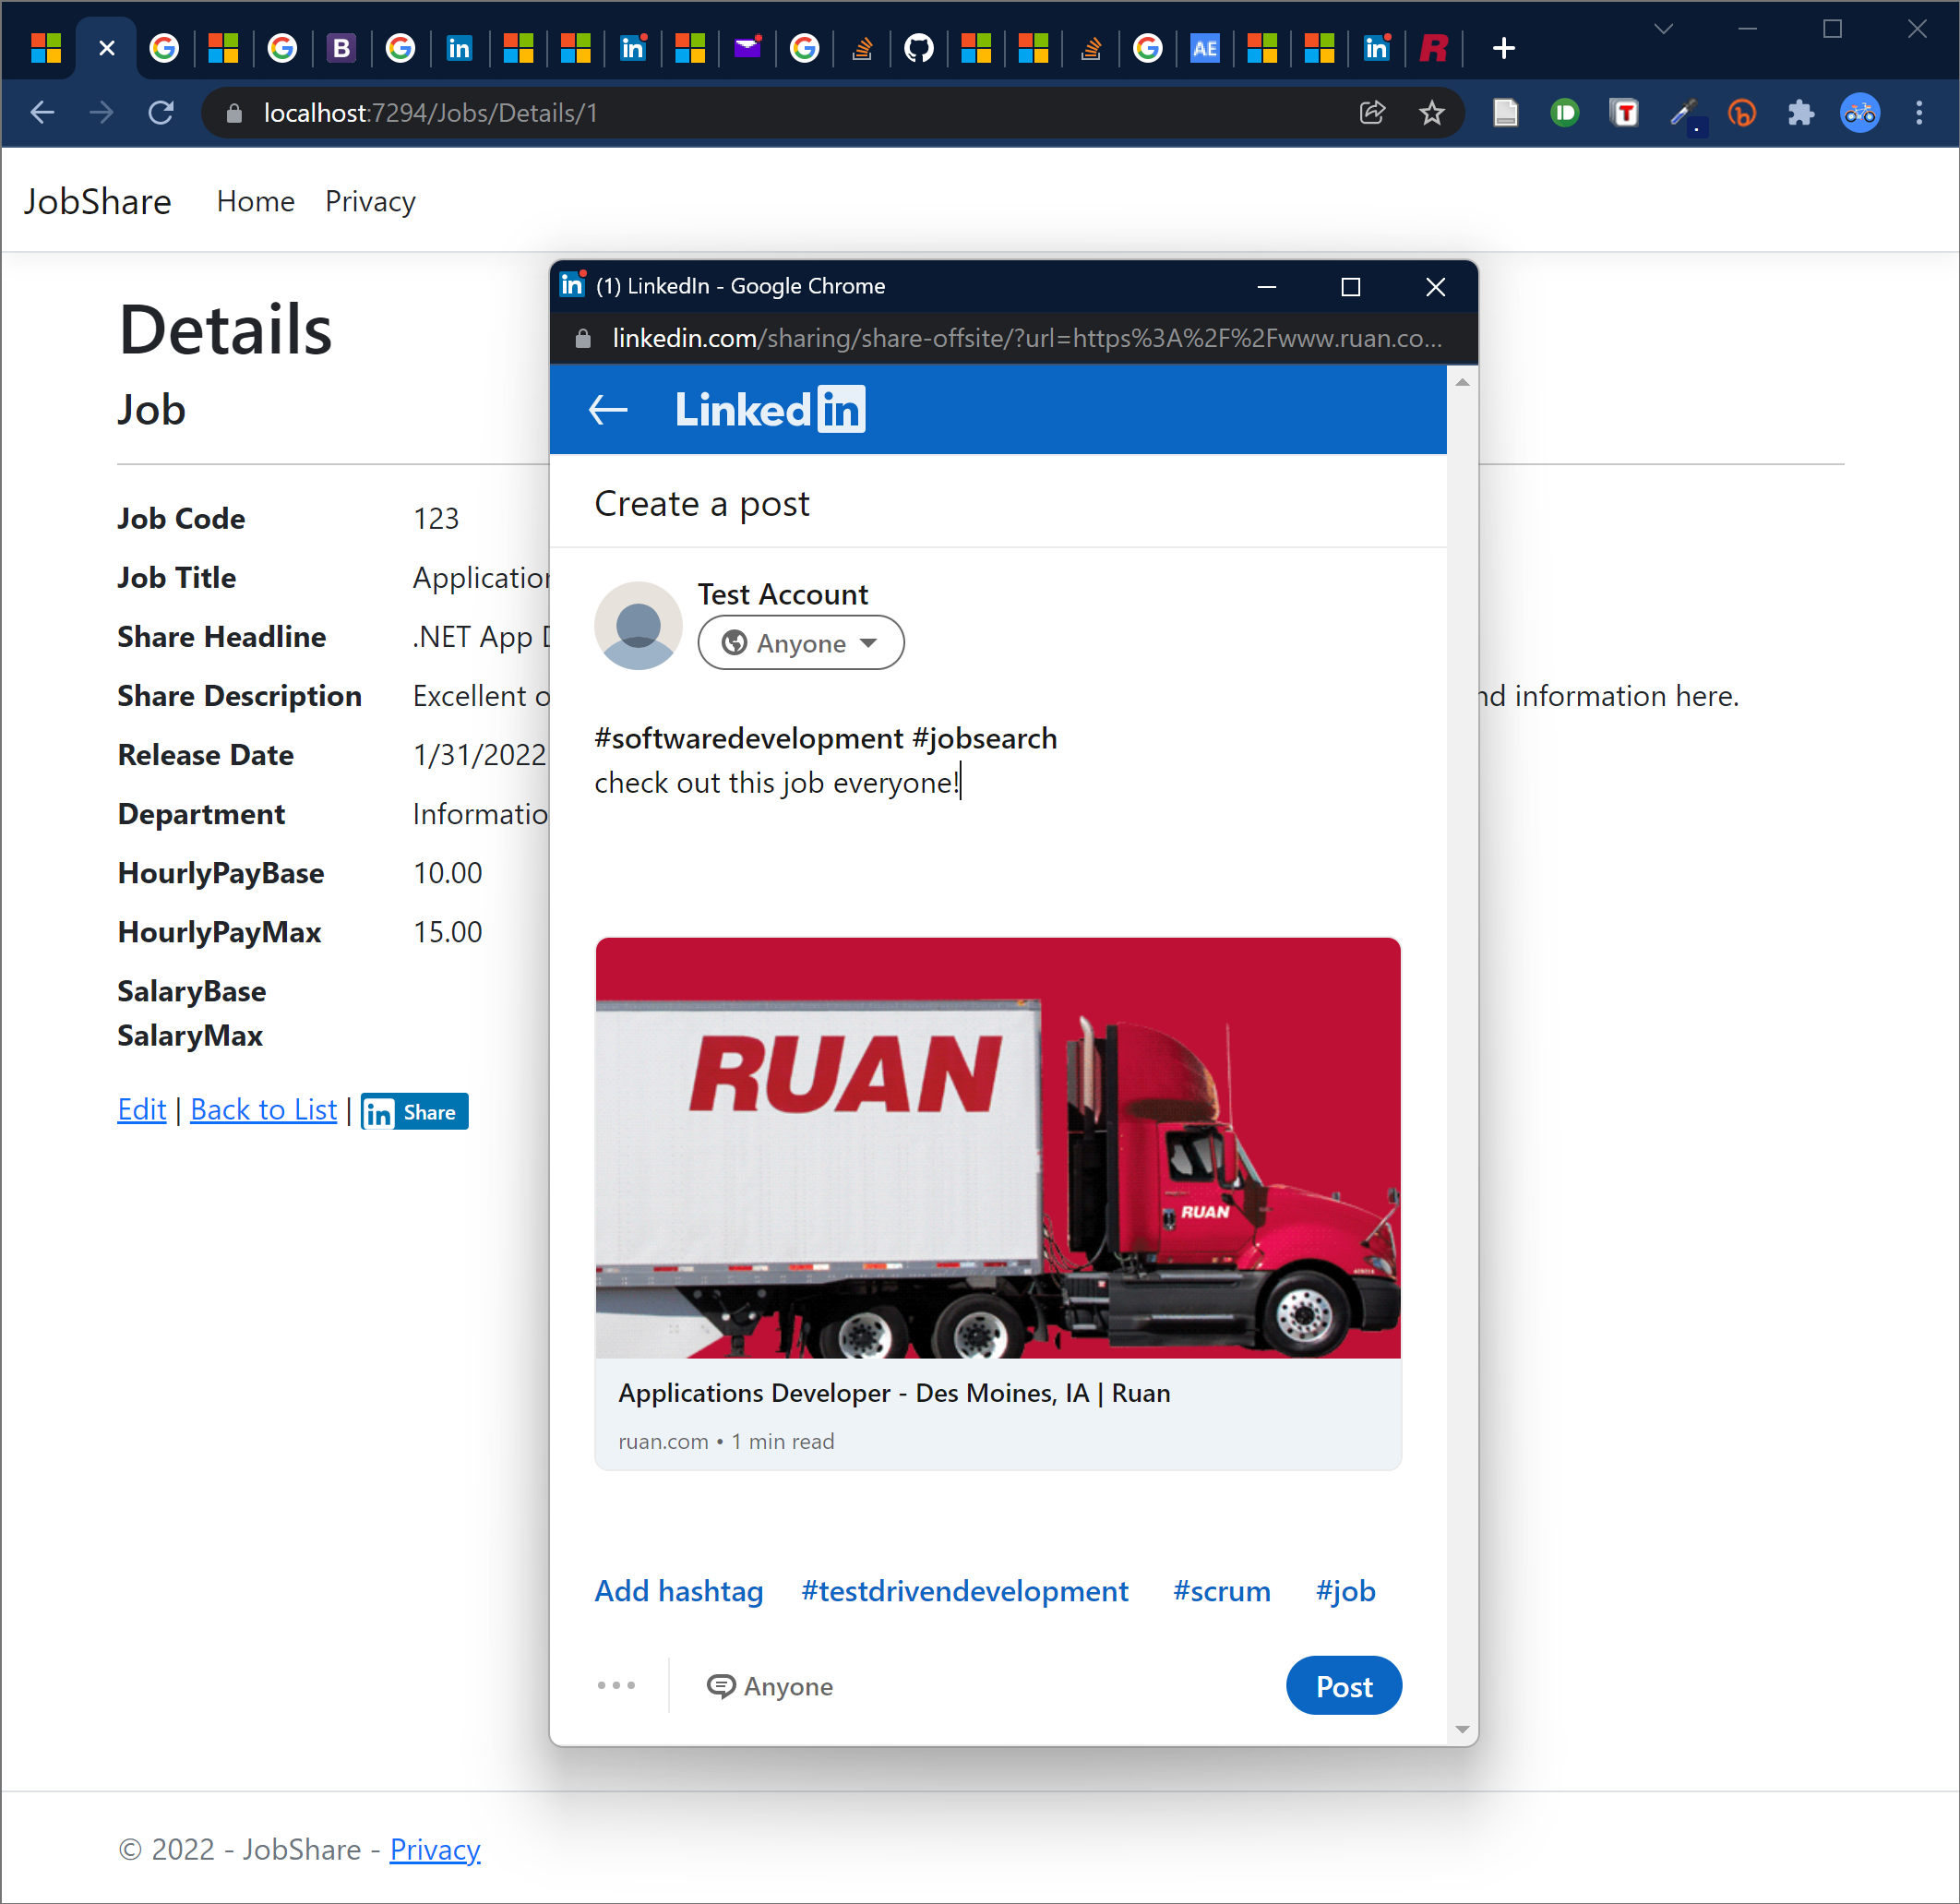 localhost:7294/Jobs/Details/1
JobShare Home Privacy
Details
Job
Job Code 123
Job Title Application
Share Headline .NET App D
Share Description Excellent o nd information here.
Release Date 1/31/2022
Department Informatio
HourlyPayBase 10.00
HourlyPayMax 15.00
SalaryBase
SalaryMax
Edit | Back to List | in Share
(1) LinkedIn - Google Chrome
linkedin.com/sharing/share-offsite/?url=https%3A%2F%2Fwww.ruan.co...
Linked in
Create a post
Test Account
Anyone
#softwaredevelopment #jobsearch
check out this job everyone!
RUAN
RUAN
Applications Developer - Des Moines, IA | Ruan
ruan.com • 1 min read
Add hashtag #testdrivendevelopment #scrum #job
Anyone
Post
© 2022 - JobShare - Privacy